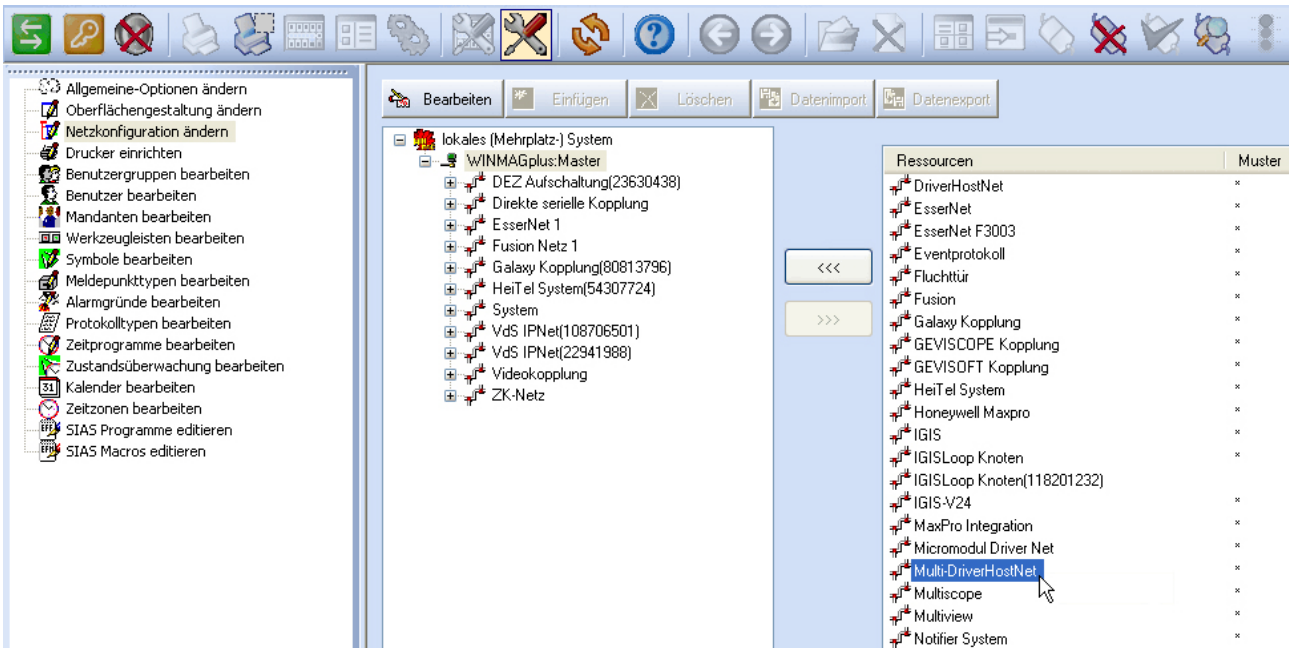 Allgemeine-Optionen ändern
Oberflächengestaltung ändern
Netzkonfiguration ändern
Drucker einrichten
Benutzergruppen bearbeiten
Benutzer bearbeiten
Mandanten bearbeiten
Werkzeugleisten bearbeiten
Symbole bearbeiten
Meldepunkttypen bearbeiten
Alarmgründe bearbeiten
Protokolltypen bearbeiten
Zeitprogramme bearbeiten
Zustandsüberwachung bearbeiten
Kalender bearbeiten
Zeitzonen bearbeiten
SIAS Programme editieren
SIAS Macros editieren
Bearbeiten Einfügen Löschen Datenimport Datenexport
lokales (Mehrplatz-) System
WINMAGplus:Master
DEZ Aufschaltung(23630438)
Direkte serielle Kopplung
EsserNet 1
Fusion Netz 1
Galaxy Kopplung(80813796)
HeiTel System(54307724)
System
VdS IPNet(108706501)
VdS IPNet(22941988)
Videokopplung
ZK-Netz
<<<
>>>
Ressourcen Muster
DriverHostNet *
EsserNet *
EsserNet F3003 *
Eventprotokoll *
Fluchttür *
Fusion *
Galaxy Kopplung *
GEVISCOPE Kopplung *
GEVISOFT Kopplung *
HeiTel System *
Honeywell Maxpro *
IGIS *
IGISLoop Knoten *
IGISLoop Knoten(118201232)
IGIS-V24 *
MaxPro Integration *
Micromodul Driver Net *
Multi-DriverHostNet *
Multiscope *
Multiview *
Notifier System *